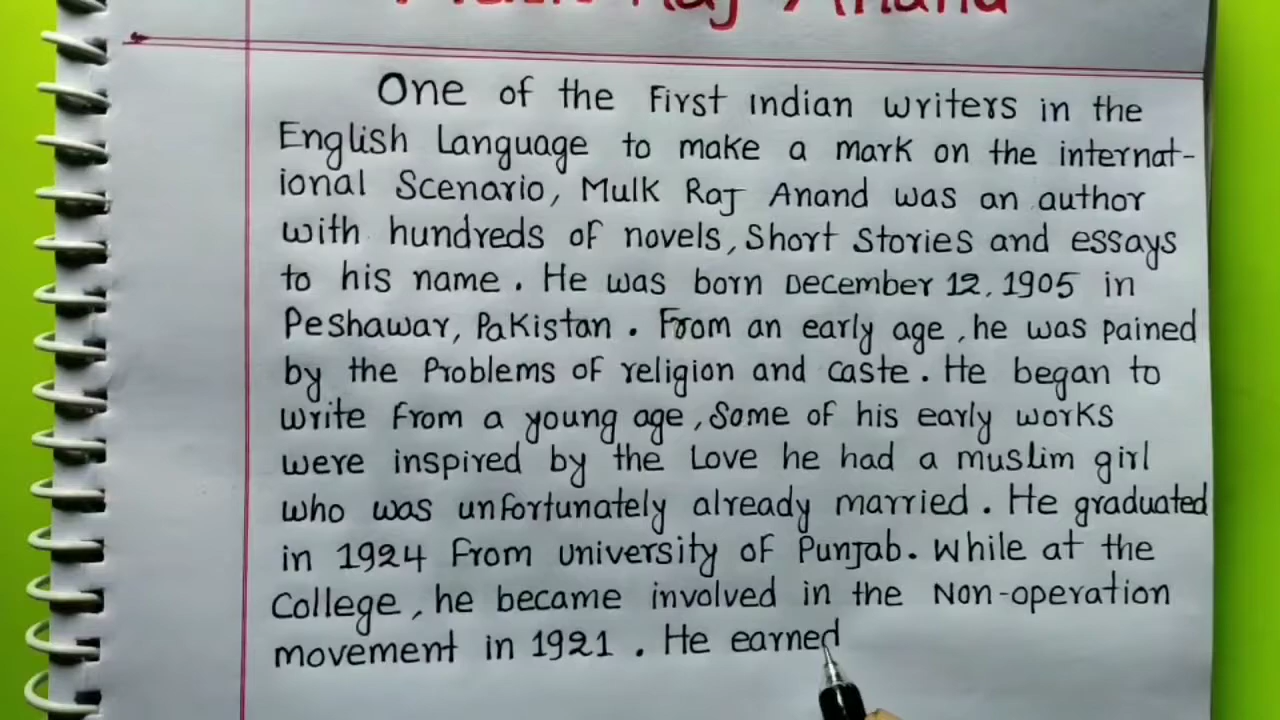 Mulk Raj Anand
One of the First Indian writers in the
English Language to make a mark on the internat-
ional Scenario, Mulk Raj Anand was an author
with hundreds of novels, Short Stories and essays
to his name. He was born December 12, 1905 in
Peshawar, Pakistan. From an early age, he was pained
by the Problems of religion and caste. He began to
write from a young age, Some of his early works
were inspired by the Love he had a muslim girl
who was unfortunately already married. He graduated
in 1924 from university of Punjab. While at the
College, he became involved in the Non-operation
movement in 1921. He earned